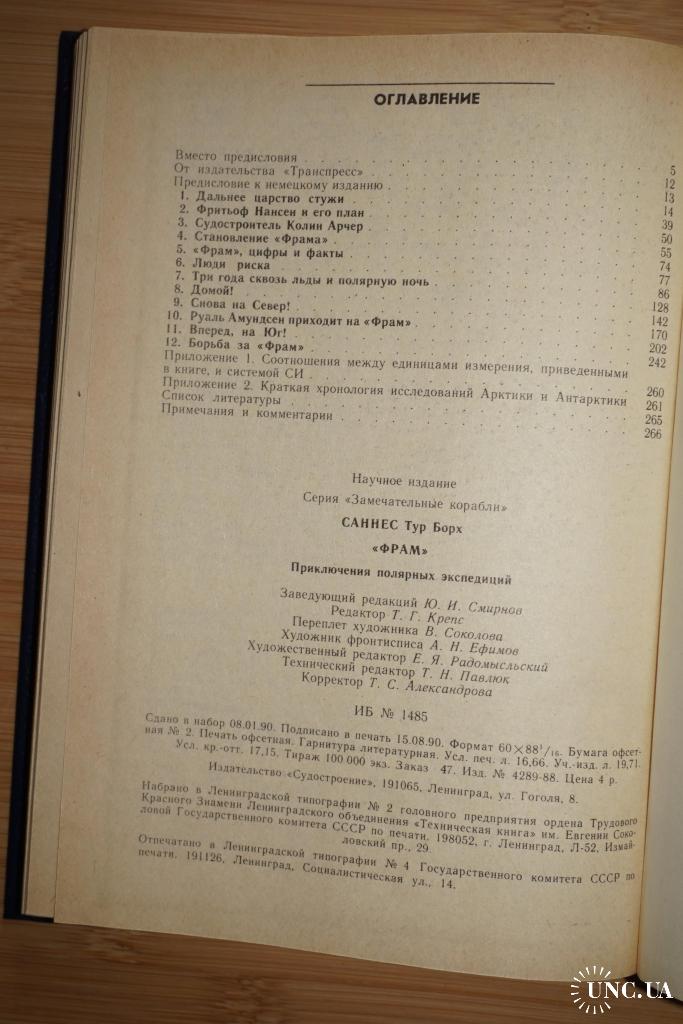 ОГЛАВЛЕНИЕ
Вместо предисловия 5
От издательства «Транспресс» 12
Предисловие к немецкому изданию 13
1. Дальнее царство стужи 14
2. Фритьоф Нансен и его план 39
3. Судостроитель Колин Арчер 50
4. Становление «Фрама» 55
5. «Фрам», цифры и факты 74
6. Люди риска 77
7. Три года сквозь льды и полярную ночь 86
8. Домой! 128
9. Снова на Север! 142
10. Руаль Амундсен приходит на «Фрам» 170
11. Вперед, на Юг! 202
12. Борьба за «Фрам» 242
Приложение 1. Соотношения между единицами измерения, приведенными
в книге, и системой СИ 260
Приложение 2. Краткая хронология исследований Арктики и Антарктики 261
Список литературы 265
Примечания и комментарии 266
Научное издание
Серия «Замечательные корабли»
САННЕС Тур Борх
«ФРАМ»
Приключения полярных экспедиций
Заведующий редакцией Ю. И. Смирнов
Редактор Т. Г. Крепс
Переплет художника В. Соколова
Художник фронтисписа А. Н. Ефимов
Художественный редактор Е. Я. Радомысльский
Технический редактор Т. Н. Павлюк
Корректор Т. С. Александрова
ИБ № 1485
Сдано в набор 08.01.90. Подписано в печать 15.08.90. Формат 60×88¹/₁₆. Бумага офсет-
ная № 2. Печать офсетная. Гарнитура литературная. Усл. печ. л. 16,66. Уч.-изд. л. 19,71.
Усл. кр.-отт. 17,15. Тираж 100 000 экз. Заказ 47. Изд. № 4289-88. Цена 4 р.
Издательство «Судостроение», 191065, Ленинград, ул. Гоголя, 8.
Набрано в Ленинградской типографии № 2 головного предприятия ордена Трудового
Красного Знамени Ленинградского объединения «Техническая книга» им. Евгении Соко-
ловой Государственного комитета СССР по печати. 198052, г. Ленинград, Л-52, Измай-
ловский пр., 29.
Отпечатано в Ленинградской типографии № 4 Государственного комитета СССР по
печати. 191126, Ленинград, Социалистическая ул., 14.
UNC.UA